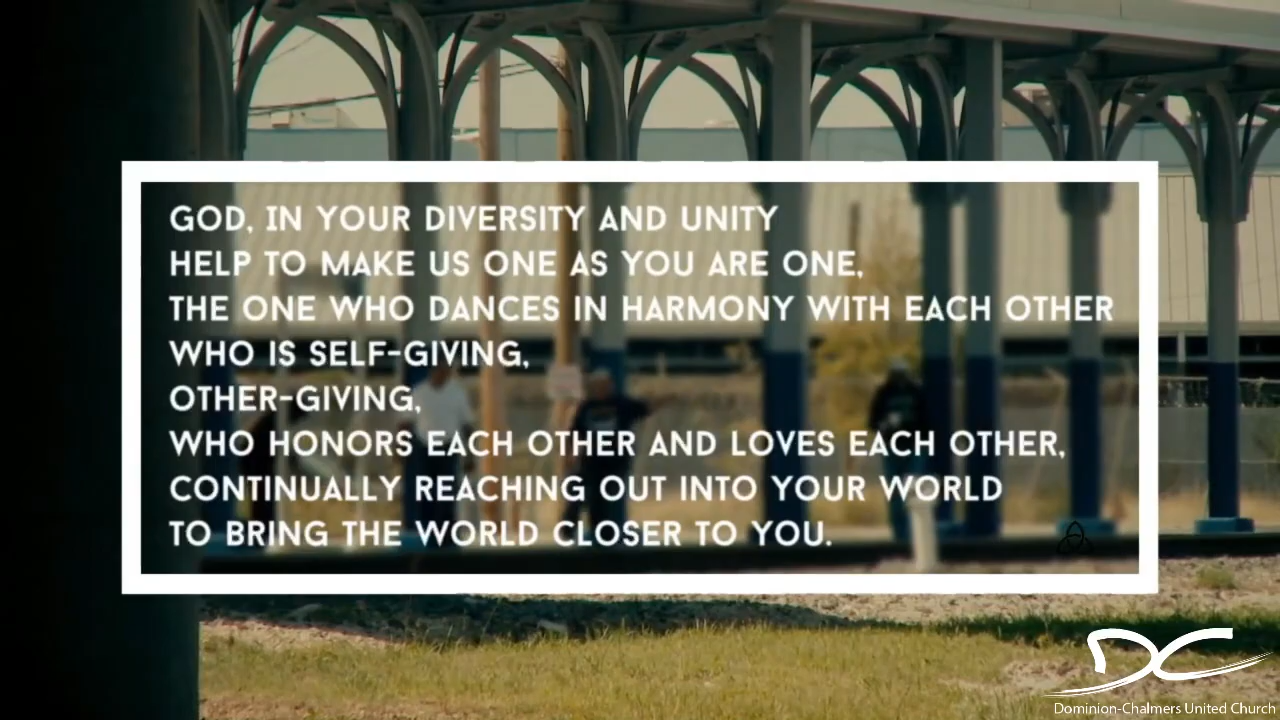 GOD, IN YOUR DIVERSITY AND UNITY
HELP TO MAKE US ONE AS YOU ARE ONE,
THE ONE WHO DANCES IN HARMONY WITH EACH OTHER
WHO IS SELF-GIVING,
OTHER-GIVING,
WHO HONORS EACH OTHER AND LOVES EACH OTHER,
CONTINUALLY REACHING OUT INTO YOUR WORLD
TO BRING THE WORLD CLOSER TO YOU.
DC
Dominion-Chalmers United Church